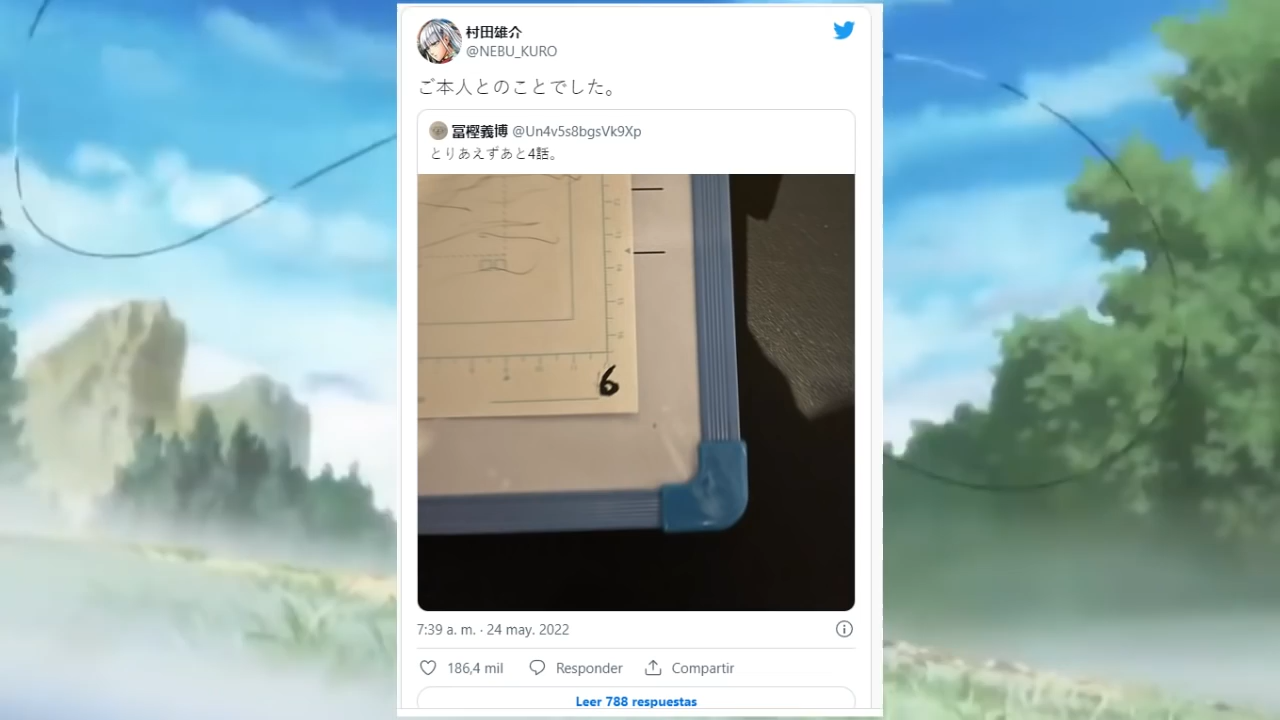 村田雄介
@NEBU_KURO
ご本人とのことでした。
冨樫義博 @Un4v5s8bgsVk9Xp
とりあえずあと4話。
6
7:39 a. m. · 24 may. 2022
186,4 mil Responder Compartir
Leer 788 respuestas